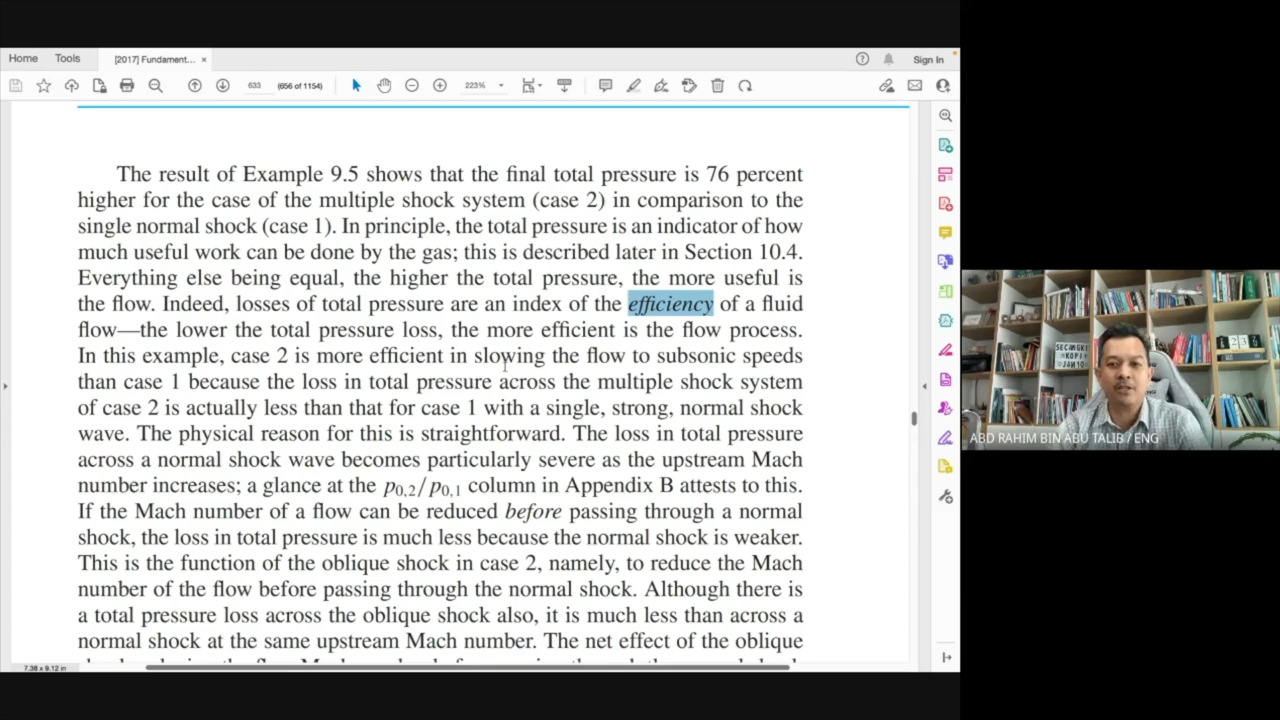 Home Tools [2017] Fundament... ×
Sign In
633 (656 of 1154) 223%
The result of Example 9.5 shows that the final total pressure is 76 percent
higher for the case of the multiple shock system (case 2) in comparison to the
single normal shock (case 1). In principle, the total pressure is an indicator of how
much useful work can be done by the gas; this is described later in Section 10.4.
Everything else being equal, the higher the total pressure, the more useful is
the flow. Indeed, losses of total pressure are an index of the efficiency of a fluid
flow—the lower the total pressure loss, the more efficient is the flow process.
In this example, case 2 is more efficient in slowing the flow to subsonic speeds
than case 1 because the loss in total pressure across the multiple shock system
of case 2 is actually less than that for case 1 with a single, strong, normal shock
wave. The physical reason for this is straightforward. The loss in total pressure
across a normal shock wave becomes particularly severe as the upstream Mach
number increases; a glance at the p0,2/p0,1 column in Appendix B attests to this.
If the Mach number of a flow can be reduced before passing through a normal
shock, the loss in total pressure is much less because the normal shock is weaker.
This is the function of the oblique shock in case 2, namely, to reduce the Mach
number of the flow before passing through the normal shock. Although there is
a total pressure loss across the oblique shock also, it is much less than across a
normal shock at the same upstream Mach number. The net effect of the oblique
7.38 x 9.12 in
SECANGKI
KOPI
JAN10
ABD RAHIM BIN ABU TALIB / ENG